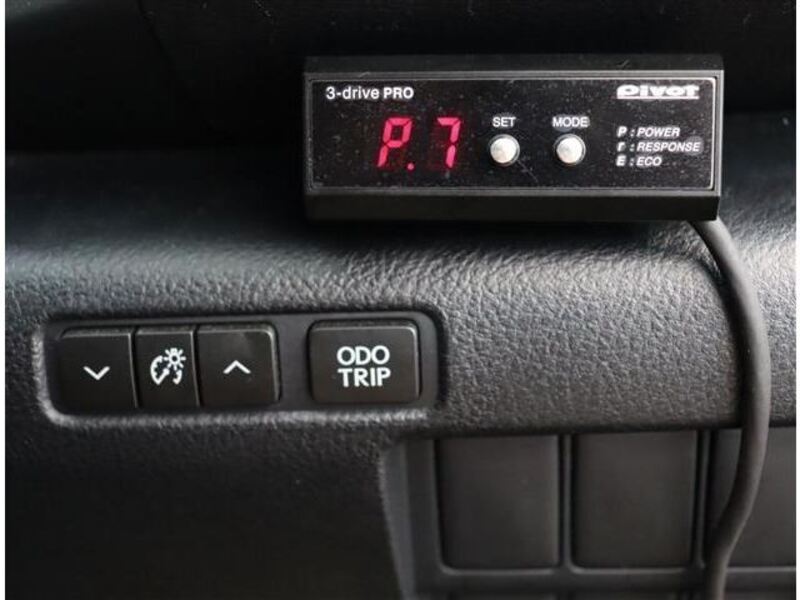 3-drive PRO
pivot
P.7
SET
MODE
P : POWER
r : RESPONSE
E : ECO
ODO
TRIP